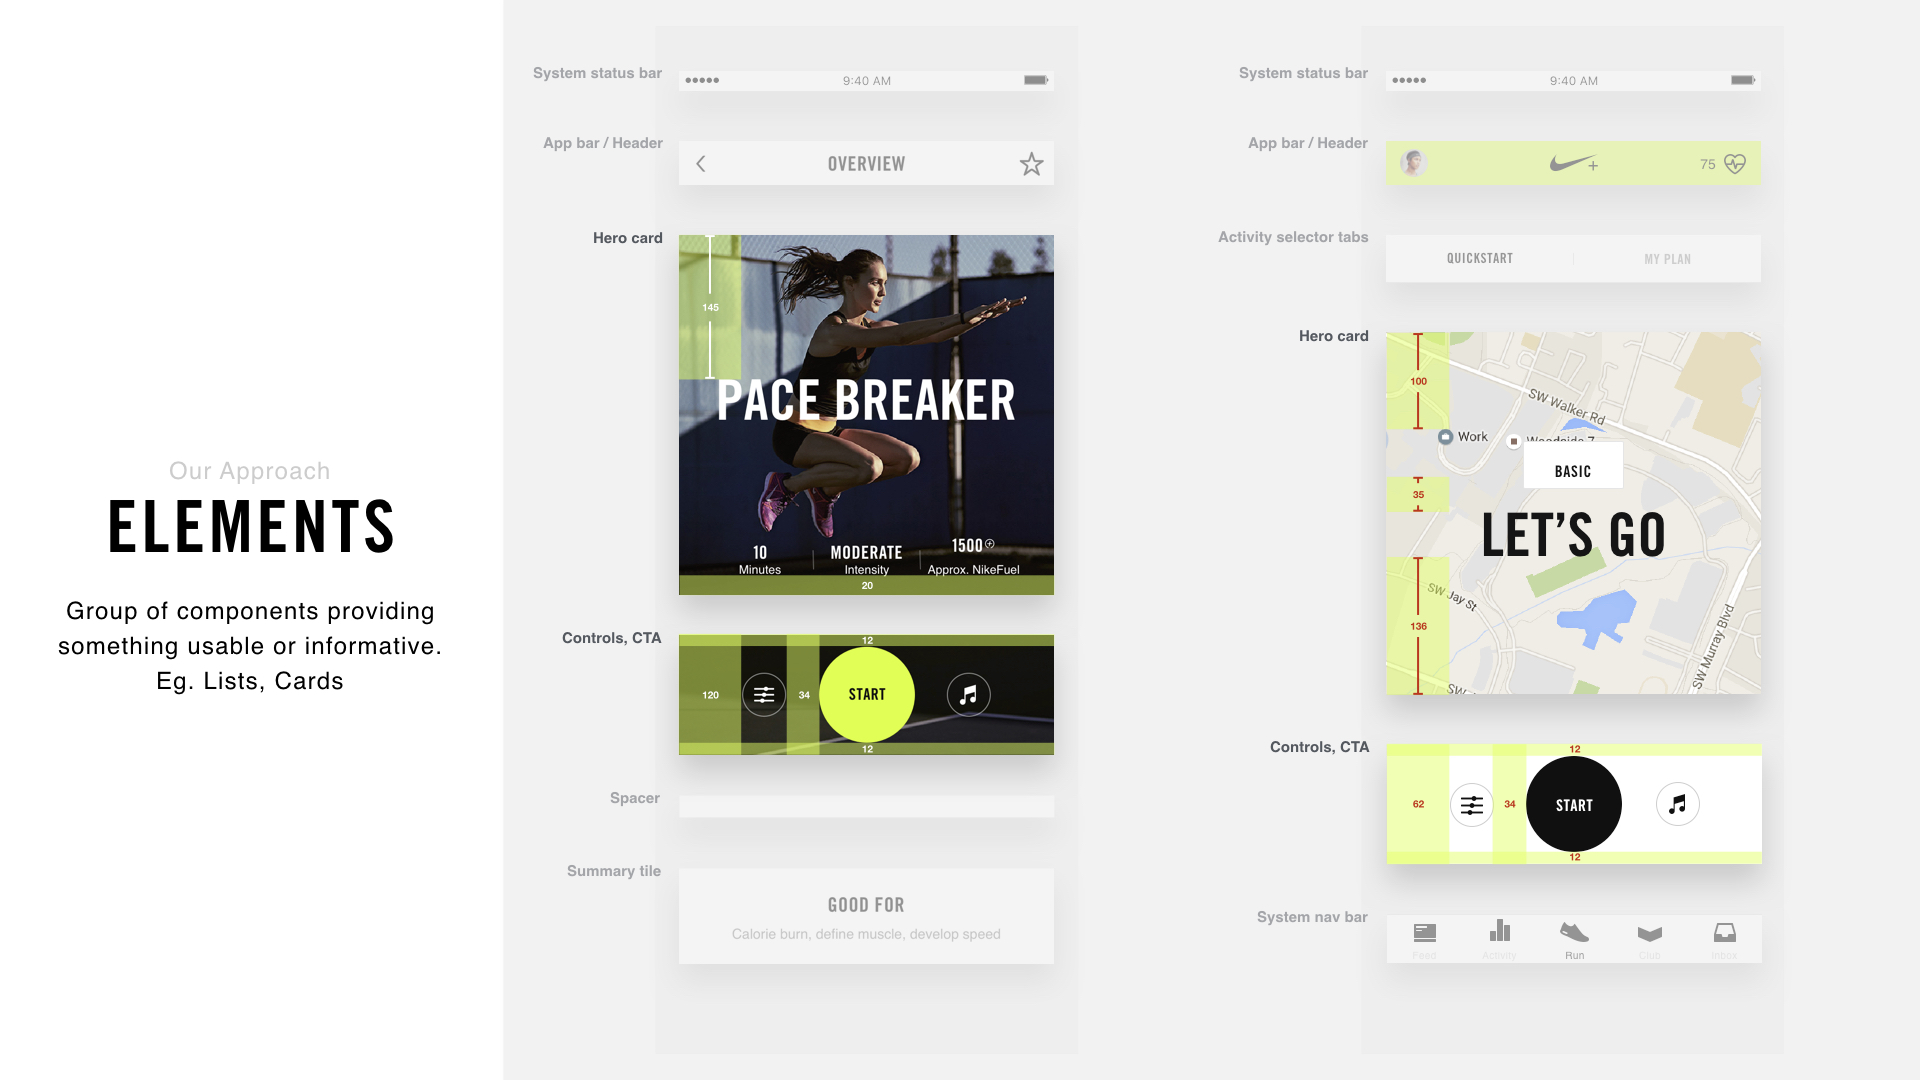 Our Approach
ELEMENTS
Group of components providing
something usable or informative.
Eg. Lists, Cards
System status bar
9:40 AM
App bar / Header
OVERVIEW
Hero card
145
PACE BREAKER
10
Minutes
MODERATE
Intensity
1500
Approx. NikeFuel
20
Controls, CTA
12
120
34
START
12
Spacer
Summary tile
GOOD FOR
Calorie burn, define muscle, develop speed
System status bar
9:40 AM
App bar / Header
+
75
Activity selector tabs
QUICKSTART
MY PLAN
Hero card
100
SW Walker Rd
Work
Woodside 7
BASIC
35
LET'S GO
SW Jay St
136
SW Murray Blvd
SW
Controls, CTA
12
62
34
START
12
System nav bar
Feed
Activity
Run
Club
Inbox